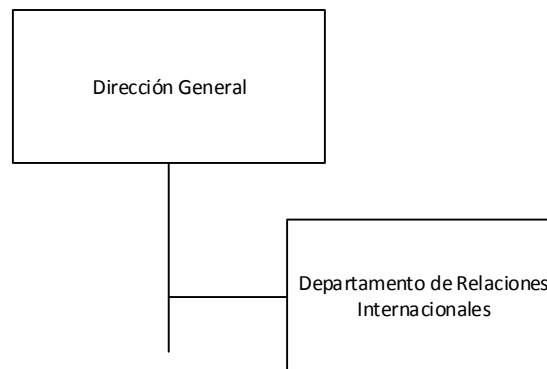 Dirección General
Departamento de Relaciones
Internacionales